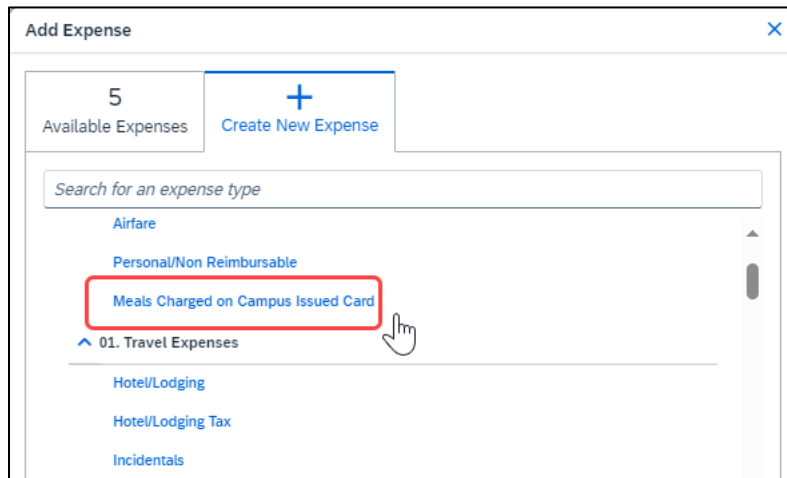 Add Expense
5
Available Expenses
Create New Expense
Search for an expense type
Airfare
Personal/Non Reimbursable
Meals Charged on Campus Issued Card
01. Travel Expenses
Hotel/Lodging
Hotel/Lodging Tax
Incidentals